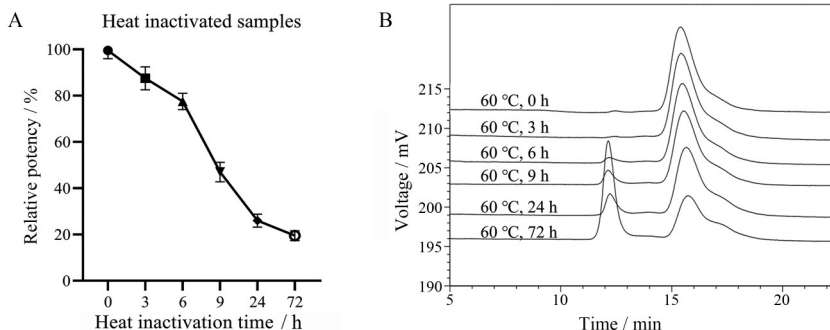 A
Heat inactivated samples
Relative potency / %
100
80
60
40
20
0
0 3 6 9 24 72
Heat inactivation time / h
B
Voltage / mV
215
210
205
200
195
190
60 ℃, 0 h
60 ℃, 3 h
60 ℃, 6 h
60 ℃, 9 h
60 ℃, 24 h
60 ℃, 72 h
5 10 15 20
Time / min